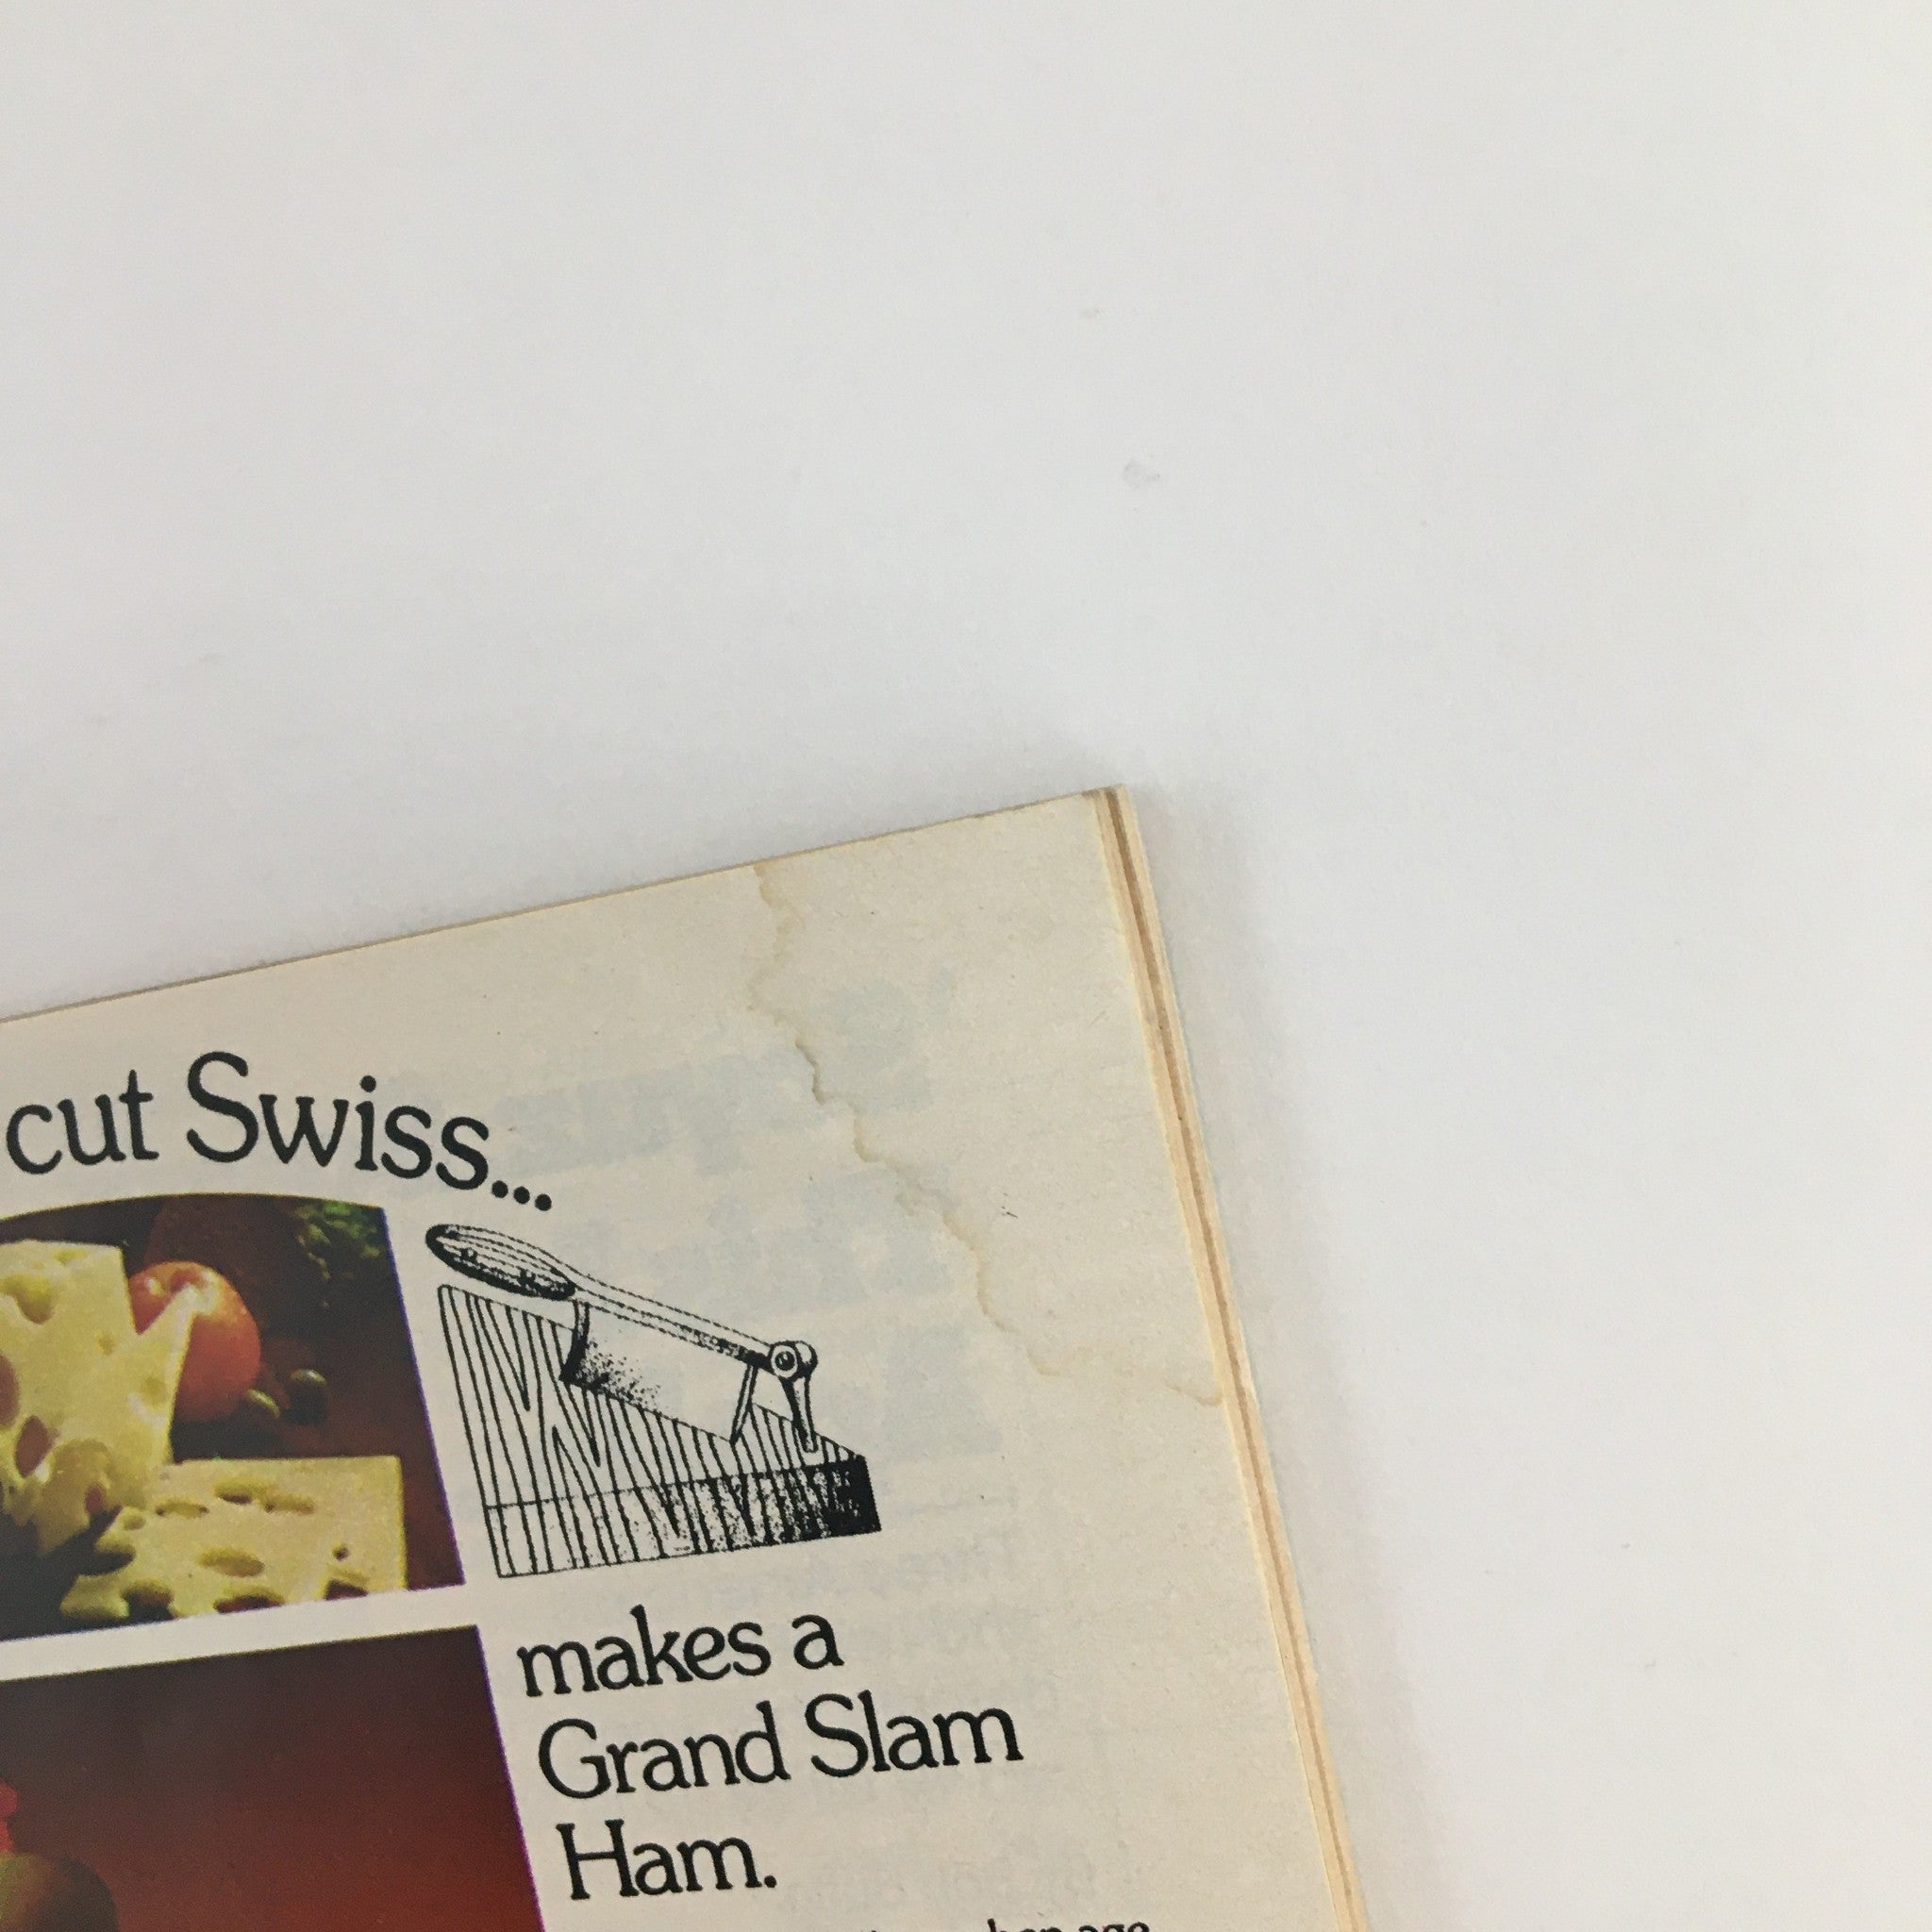 cut Swiss...
makes a
Grand Slam
Ham.